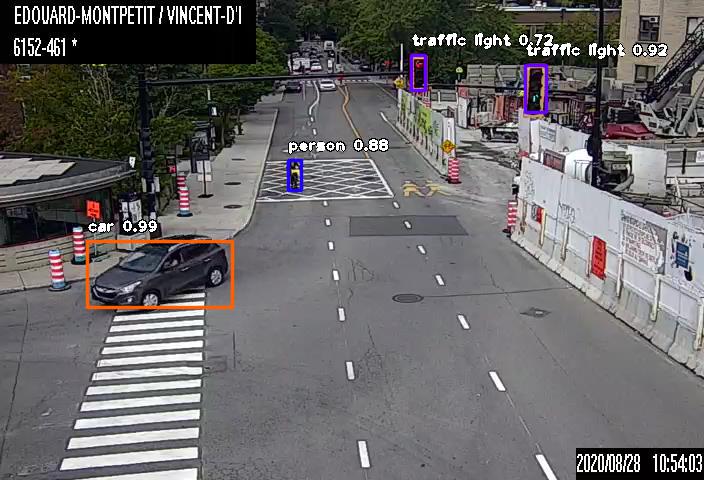 EDOUARD-MONTPETIT / VINCENT-D'I
6152-461 *
traffic light 0.72
traffic light 0.92
person 0.88
car 0.99
2020/08/28 10:54:03